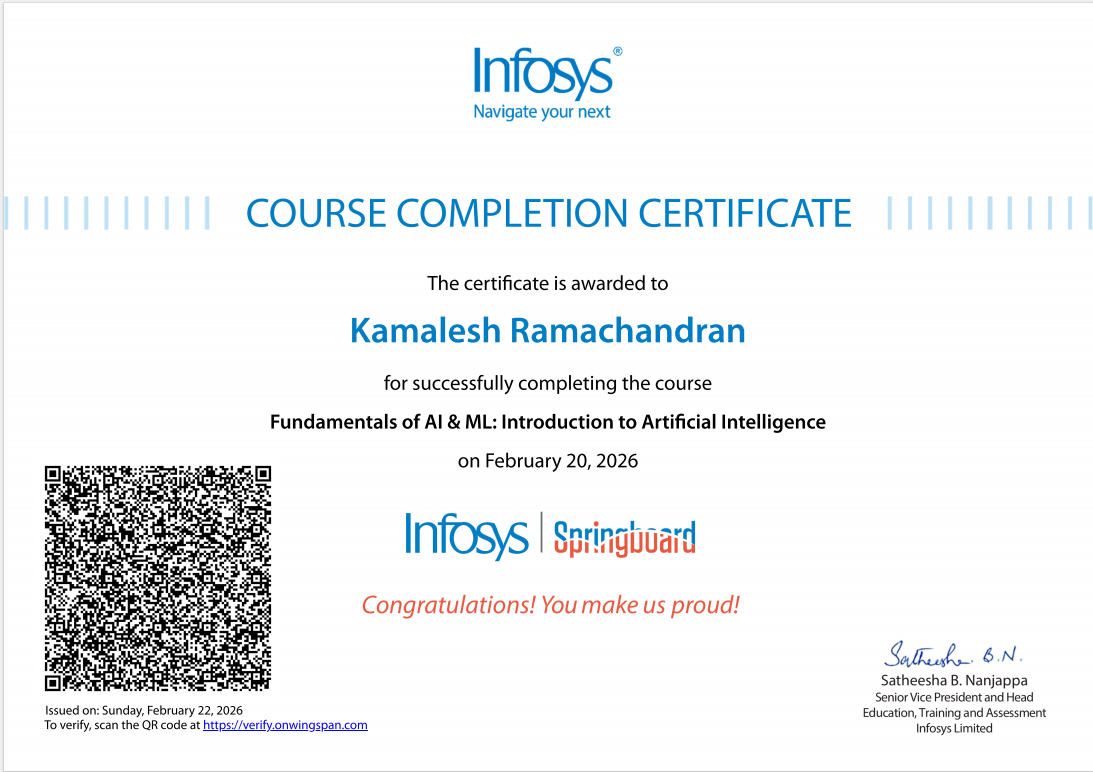 Infosys®
Navigate your next
COURSE COMPLETION CERTIFICATE
The certificate is awarded to
Kamalesh Ramachandran
for successfully completing the course
Fundamentals of AI & ML: Introduction to Artificial Intelligence
on February 20, 2026
Infosys | Springboard
Congratulations! You make us proud!
Satheesha B.N.
Satheesha B. Nanjappa
Senior Vice President and Head
Education, Training and Assessment
Infosys Limited
Issued on: Sunday, February 22, 2026
To verify, scan the QR code at https://verify.onwingspan.com